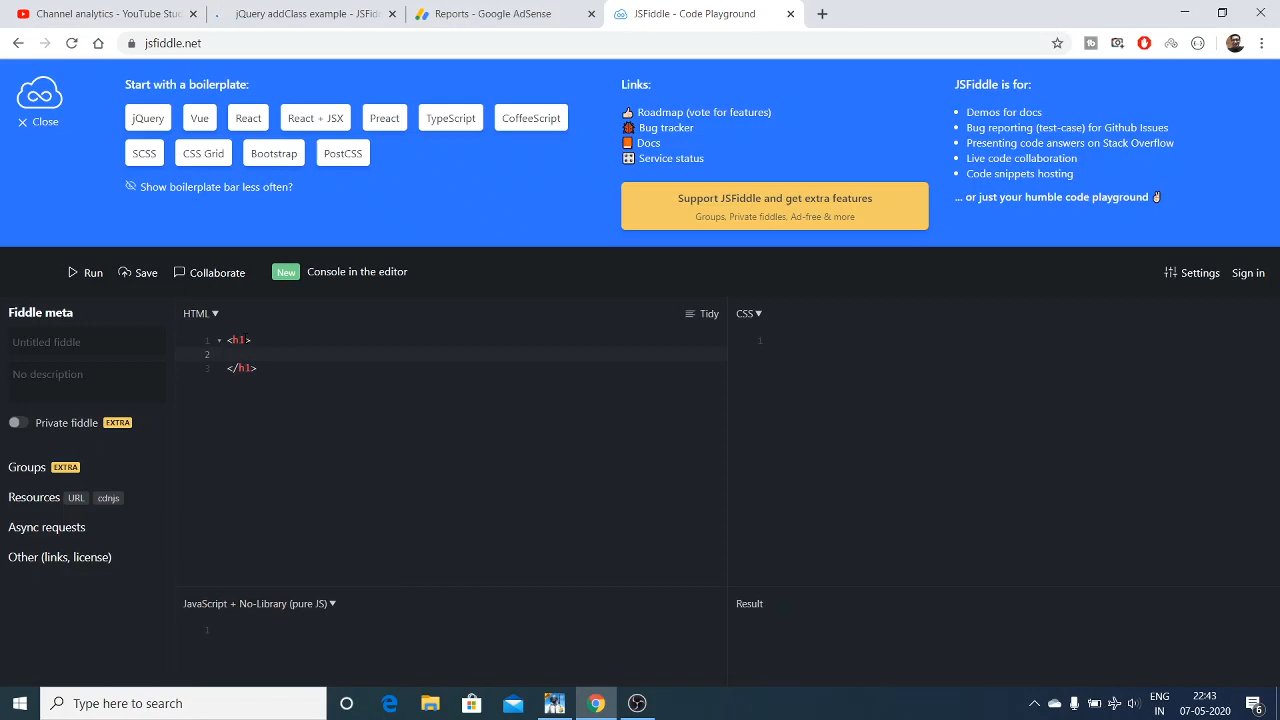 Channel analytics - YouTube Stu
jQuery addClass example - JSFid
Reports - Google AdSense
JSFiddle - Code Playground
jsfiddle.net
Close
Start with a boilerplate:
jQuery
Vue
React
React + JSX
Preact
TypeScript
CoffeeScript
SCSS
CSS Grid
Bootstrap
PostCSS
Show boilerplate bar less often?
Links:
Roadmap (vote for features)
Bug tracker
Docs
Service status
Support JSFiddle and get extra features
Groups, Private fiddles, Ad-free & more
JSFiddle is for:
Demos for docs
Bug reporting (test-case) for Github Issues
Presenting code answers on Stack Overflow
Live code collaboration
Code snippets hosting
... or just your humble code playground ✌
Run
Save
Collaborate
New
Console in the editor
Settings
Sign in
Fiddle meta
Untitled fiddle
No description
Private fiddle EXTRA
Groups EXTRA
Resources URL cdnjs
Async requests
Other (links, license)
HTML
Tidy
1 <h1>
2
3 </h1>
CSS
1
JavaScript + No-Library (pure JS)
1
Result
Type here to search
ENG
IN
22:43
07-05-2020
6